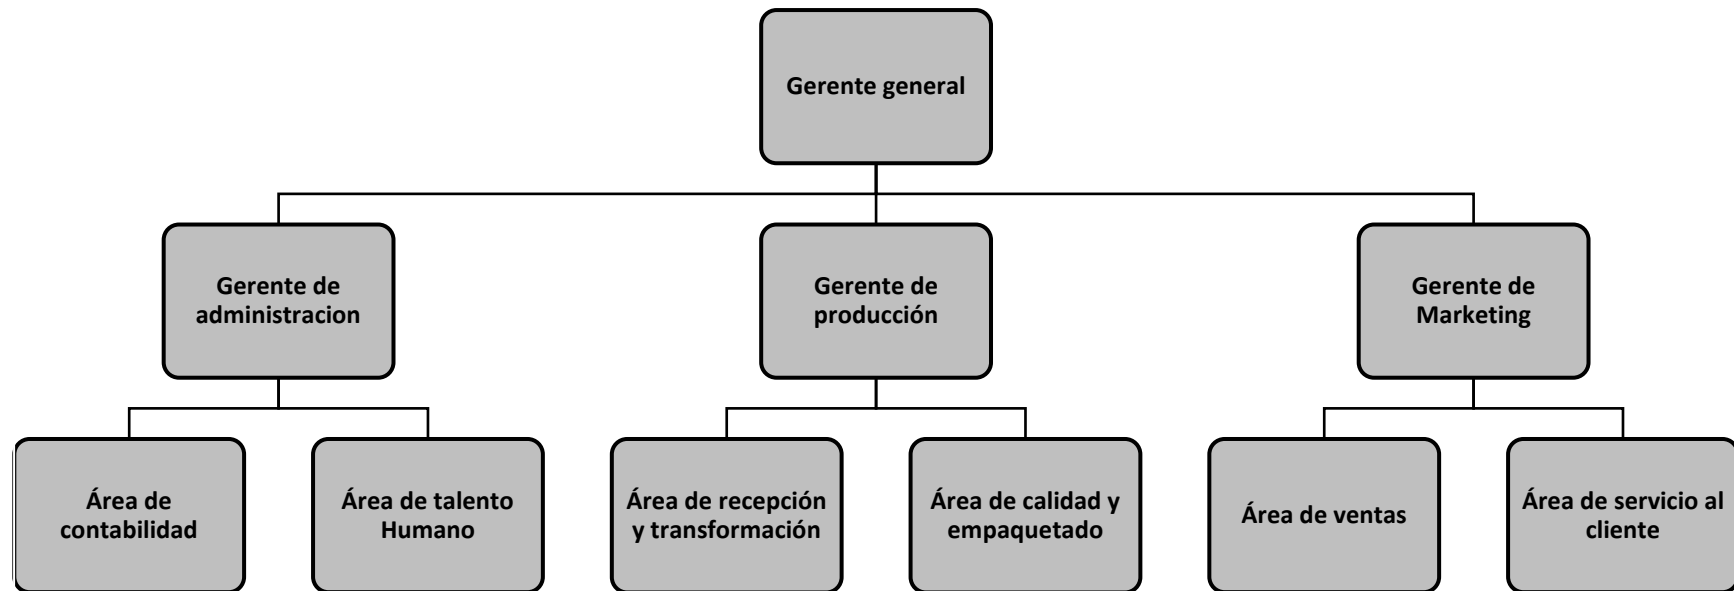 Gerente general
Gerente de
administracion
Gerente de
producción
Gerente de
Marketing
Área de
contabilidad
Área de talento
Humano
Área de recepción
y transformación
Área de calidad y
empaquetado
Área de ventas
Área de servicio al
cliente